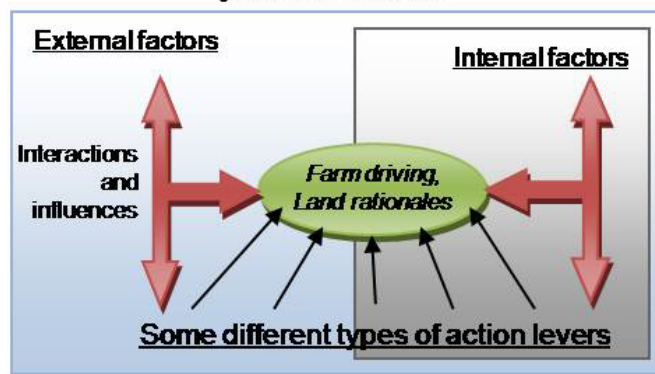 External factors
Internal factors
Interactions
and
influences
Farm driving,
Land rationales
Some different types of action levers